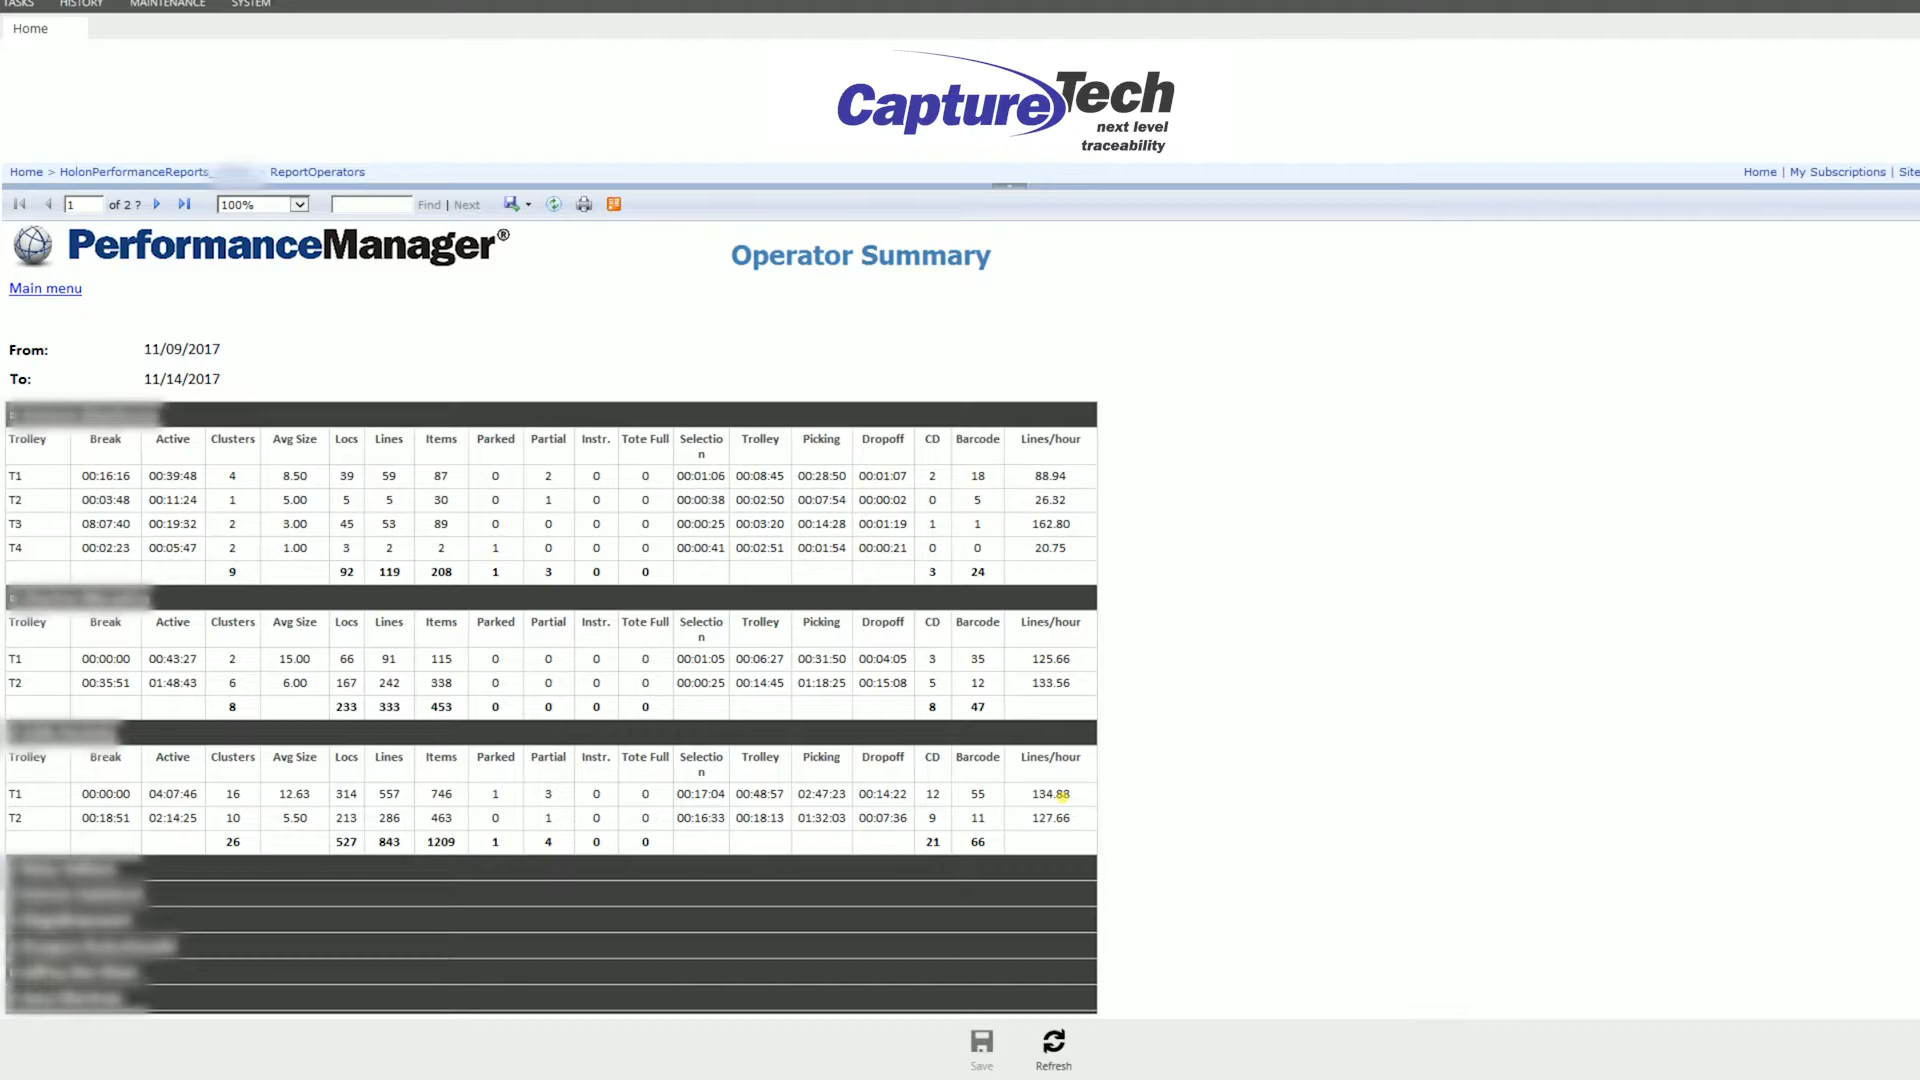 TASKS HISTORY MAINTENANCE SYSTEM
Home
CaptureTech
next level
traceability
Home > HolonPerformanceReports_ ReportOperators Home | My Subscriptions | Site
1 of 2 ? 100% Find | Next
PerformanceManager® Operator Summary
Main menu
From: 11/09/2017
To: 11/14/2017
Trolley Break Active Clusters Avg Size Locs Lines Items Parked Partial Instr. Tote Full Selectio Trolley Picking Dropoff CD Barcode Lines/hour
n
T1 00:16:16 00:39:48 4 8.50 39 59 87 0 2 0 0 00:01:06 00:08:45 00:28:50 00:01:07 2 18 88.94
T2 00:03:48 00:11:24 1 5.00 5 5 30 0 1 0 0 00:00:38 00:02:50 00:07:54 00:00:02 0 5 26.32
T3 08:07:40 00:19:32 2 3.00 45 53 89 0 0 0 0 00:00:25 00:03:20 00:14:28 00:01:19 1 1 162.80
T4 00:02:23 00:05:47 2 1.00 3 2 2 1 0 0 0 00:00:41 00:02:51 00:01:54 00:00:21 0 0 20.75
9 92 119 208 1 3 0 0 3 24
Trolley Break Active Clusters Avg Size Locs Lines Items Parked Partial Instr. Tote Full Selectio Trolley Picking Dropoff CD Barcode Lines/hour
n
T1 00:00:00 00:43:27 2 15.00 66 91 115 0 0 0 0 00:01:05 00:06:27 00:31:50 00:04:05 3 35 125.66
T2 00:35:51 01:48:43 6 6.00 167 242 338 0 0 0 0 00:00:25 00:14:45 01:18:25 00:15:08 5 12 133.56
8 233 333 453 0 0 0 0 8 47
Trolley Break Active Clusters Avg Size Locs Lines Items Parked Partial Instr. Tote Full Selectio Trolley Picking Dropoff CD Barcode Lines/hour
n
T1 00:00:00 04:07:46 16 12.63 314 557 746 1 3 0 0 00:17:04 00:48:57 02:47:23 00:14:22 12 55 134.88
T2 00:18:51 02:14:25 10 5.50 213 286 463 0 1 0 0 00:16:33 00:18:13 01:32:03 00:07:36 9 11 127.66
26 527 843 1209 1 4 0 0 21 66
Save Refresh